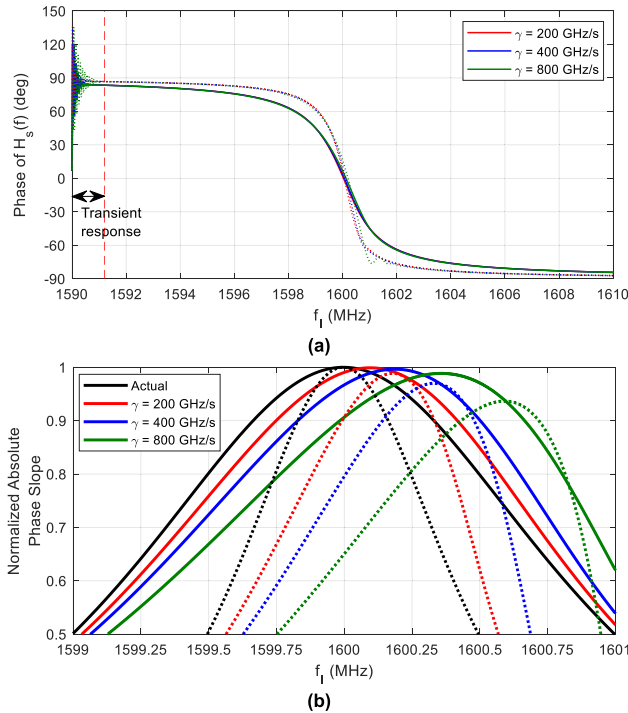 150
120
90
60
30
0
-30
-60
-90
Phase of H_s(f) (deg)
γ = 200 GHz/s
γ = 400 GHz/s
γ = 800 GHz/s
Transient
response
1590 1592 1594 1596 1598 1600 1602 1604 1606 1608 1610
f_I (MHz)
(a)
1
0.9
0.8
0.7
0.6
0.5
Normalized Absolute
Phase Slope
Actual
γ = 200 GHz/s
γ = 400 GHz/s
γ = 800 GHz/s
1599 1599.25 1599.5 1599.75 1600 1600.25 1600.5 1600.75 1601
f_I (MHz)
(b)